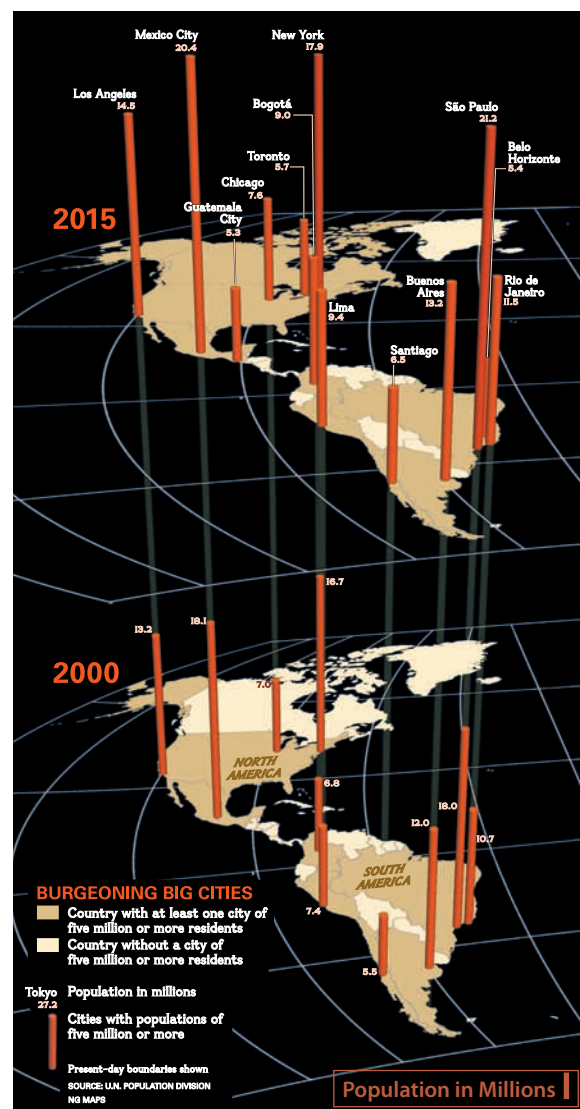 Mexico City
20.4
New York
17.9
Los Angeles
14.5
Bogotá
9.0
São Paulo
21.2
Toronto
5.7
Belo
Horizonte
5.4
Chicago
7.6
Guatemala
City
5.3
2015
Buenos
Aires
13.2
Rio de
Janeiro
11.5
Lima
9.4
Santiago
6.5
16.7
18.1
13.2
2000
7.0
NORTH
AMERICA
6.8
18.0
12.0
10.7
SOUTH
AMERICA
7.4
5.5
BURGEONING BIG CITIES
Country with at least one city of
five million or more residents
Country without a city of
five million or more residents
Tokyo
27.2
Population in millions
Cities with populations of
five million or more
Present-day boundaries shown
SOURCE: U.N. POPULATION DIVISION
NG MAPS
Population in Millions